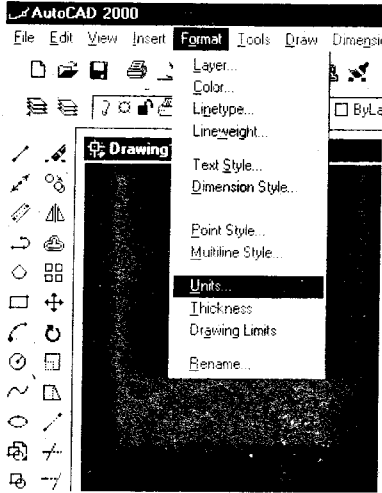 AutoCAD 2000
File Edit View Insert Format Tools Draw
Layer...
Color...
Linetype...
Lineweight...
Text Style...
Dimension Style...
Point Style...
Multiline Style...
Units...
Thickness
Drawing Limits
Rename...
Drawing